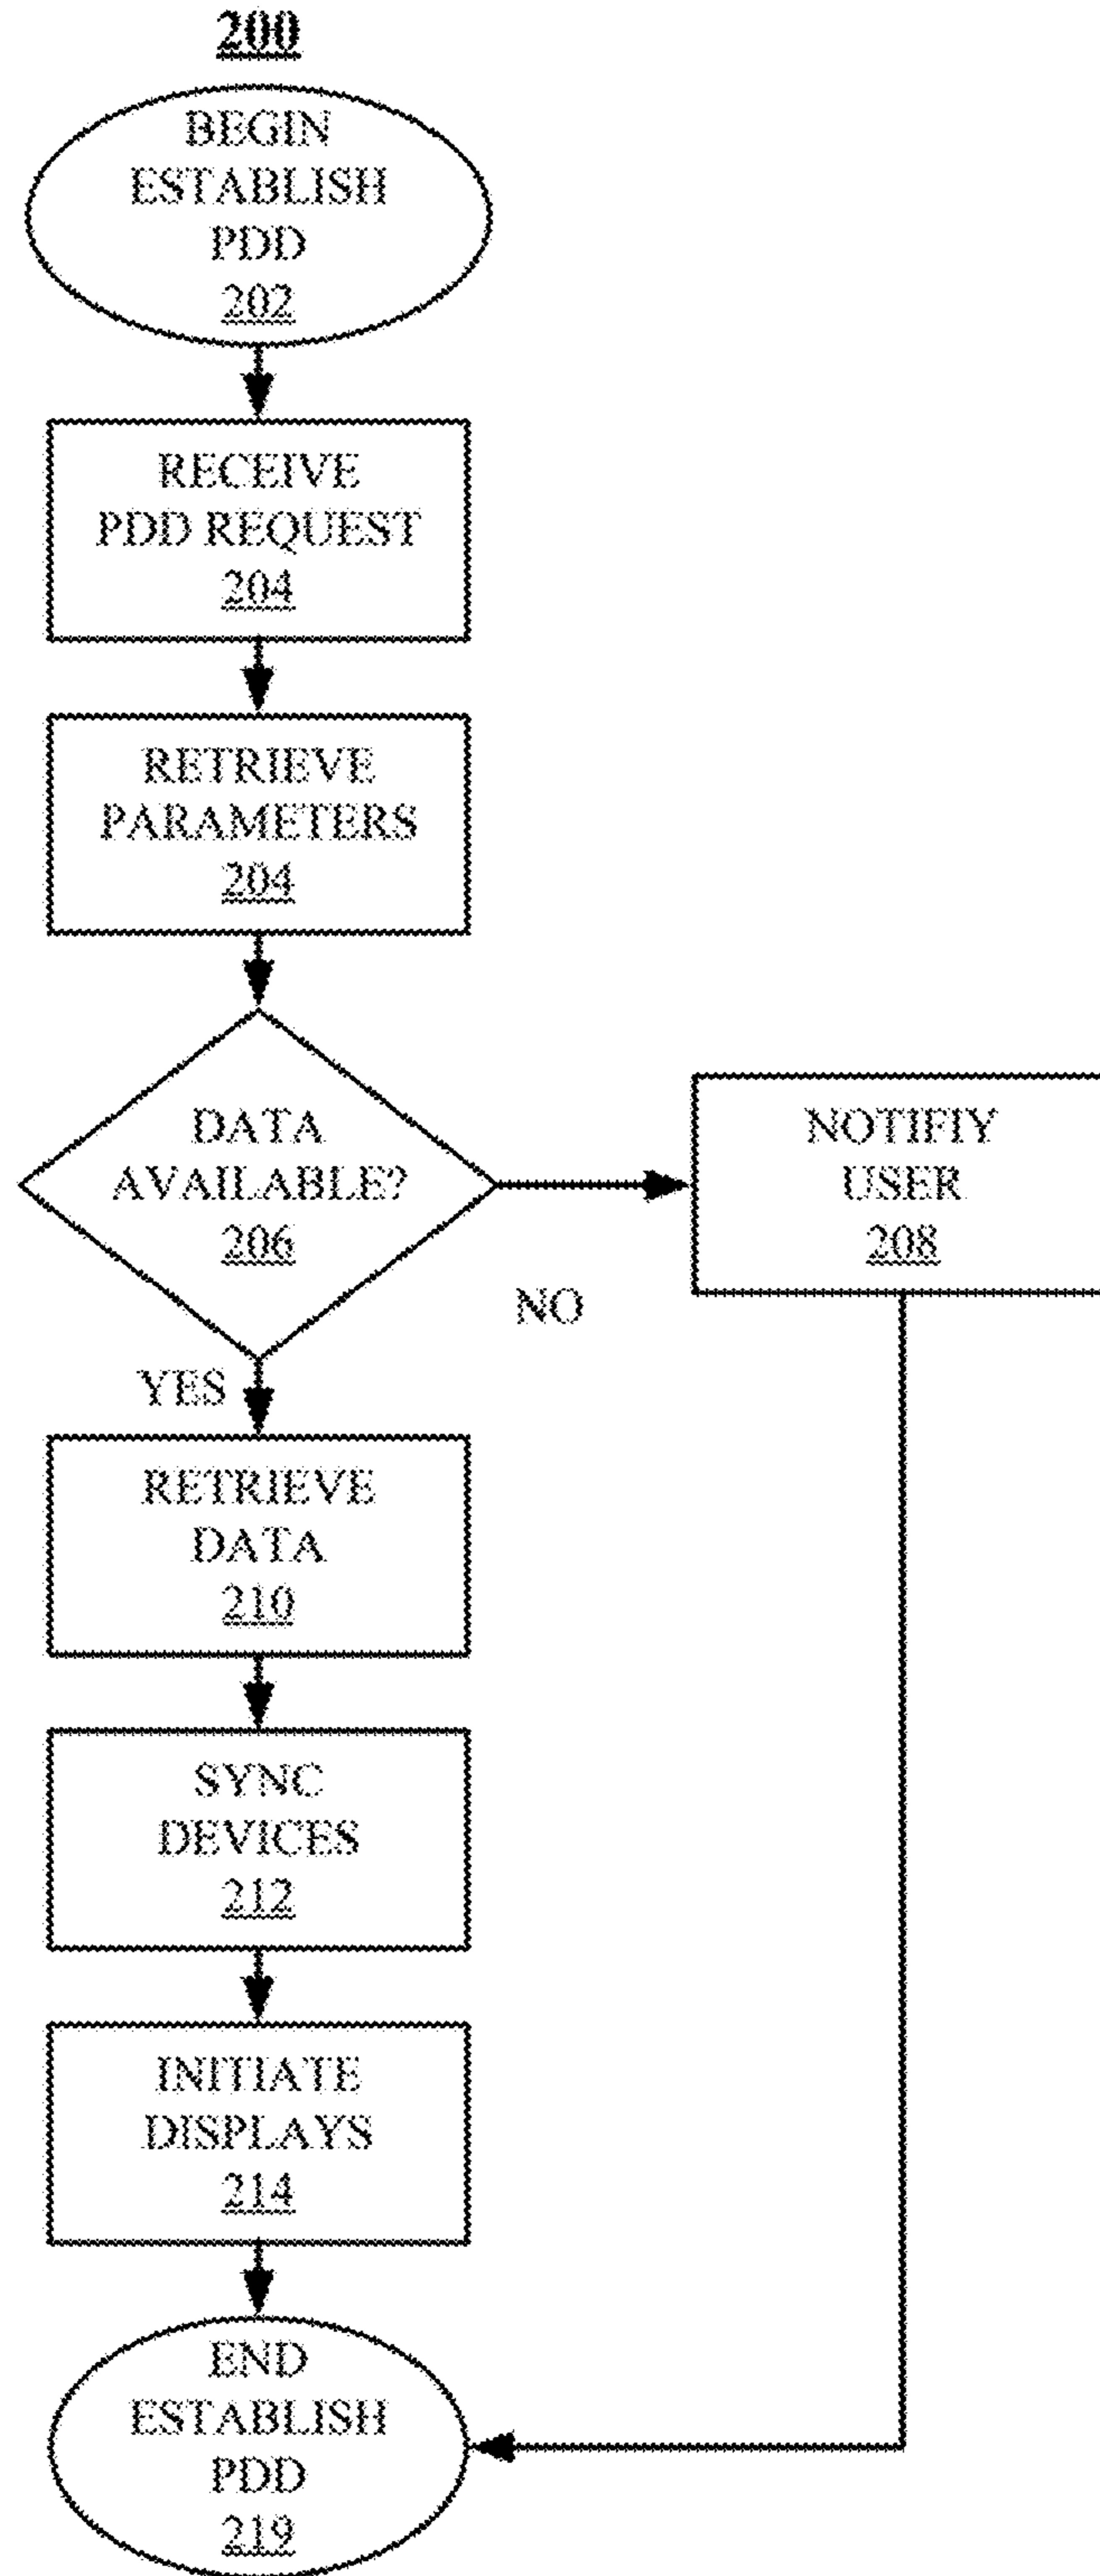 200
BEGIN
ESTABLISH
PDD
202
RECEIVE
PDD REQUEST
204
RETRIEVE
PARAMETERS
204
DATA
AVAILABLE?
206
NOTIFIY
USER
208
NO
YES
RETRIEVE
DATA
210
SYNC
DEVICES
212
INITIATE
DISPLAYS
214
END
ESTABLISH
PDD
219